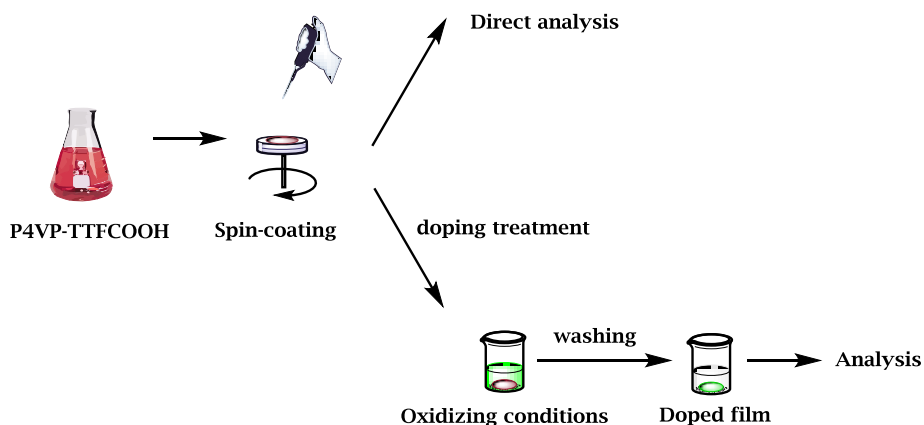 Direct analysis
P4VP-TTFCOOH
Spin-coating
doping treatment
washing
Analysis
Oxidizing conditions
Doped film